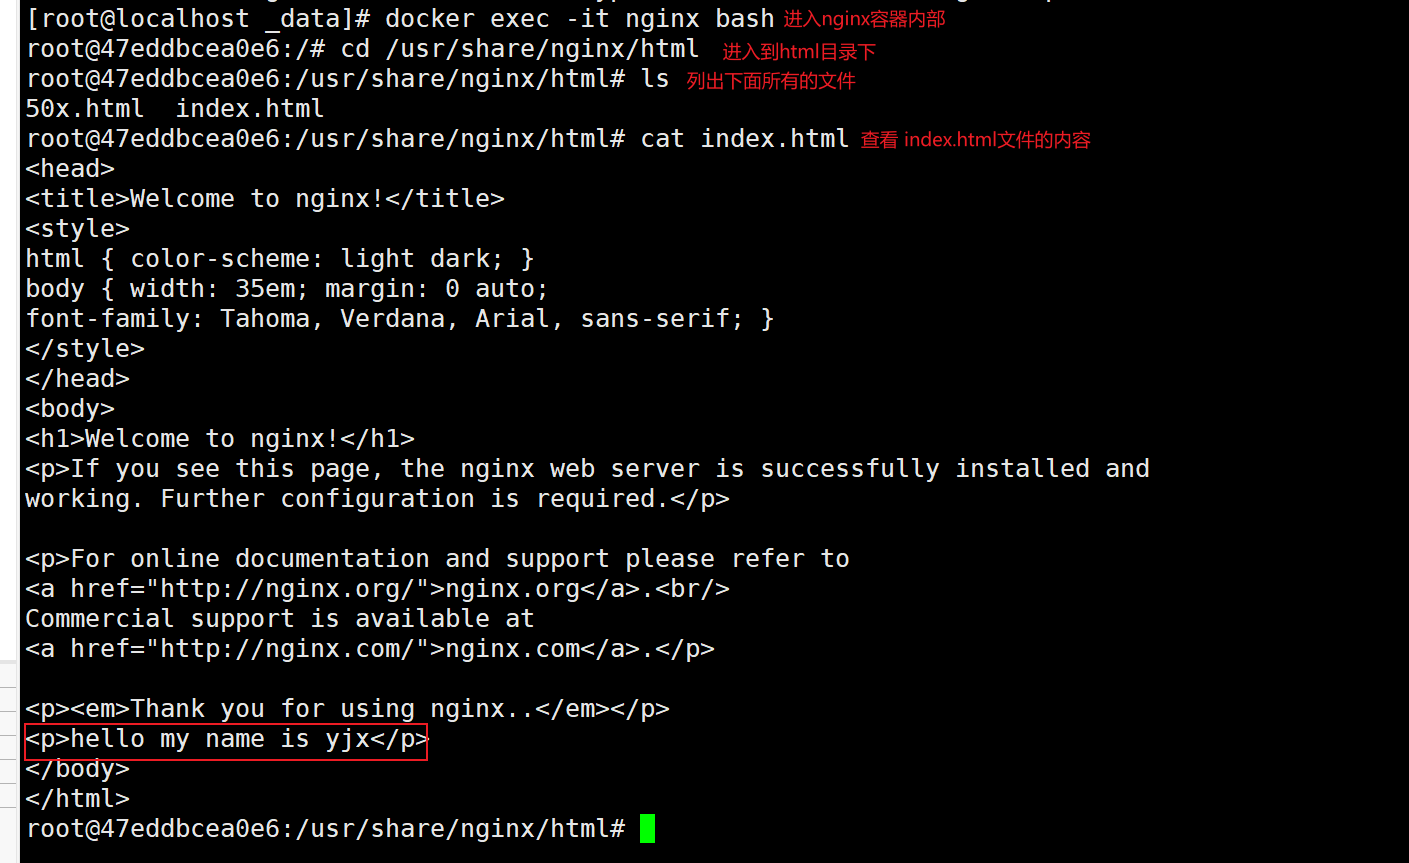 [root@localhost _data]# docker exec -it nginx bash 进入nginx容器内部
root@47eddbcea0e6:/# cd /usr/share/nginx/html 进入到html目录下
root@47eddbcea0e6:/usr/share/nginx/html# ls 列出下面所有的文件
50x.html  index.html
root@47eddbcea0e6:/usr/share/nginx/html# cat index.html 查看 index.html文件的内容
<head>
<title>Welcome to nginx!</title>
<style>
html { color-scheme: light dark; }
body { width: 35em; margin: 0 auto;
font-family: Tahoma, Verdana, Arial, sans-serif; }
</style>
</head>
<body>
<h1>Welcome to nginx!</h1>
<p>If you see this page, the nginx web server is successfully installed and
working. Further configuration is required.</p>
<p>For online documentation and support please refer to
<a href="http://nginx.org/">nginx.org</a>.<br/>
Commercial support is available at
<a href="http://nginx.com/">nginx.com</a>.</p>
<p><em>Thank you for using nginx..</em></p>
<p>hello my name is yjx</p>
</body>
</html>
root@47eddbcea0e6:/usr/share/nginx/html#